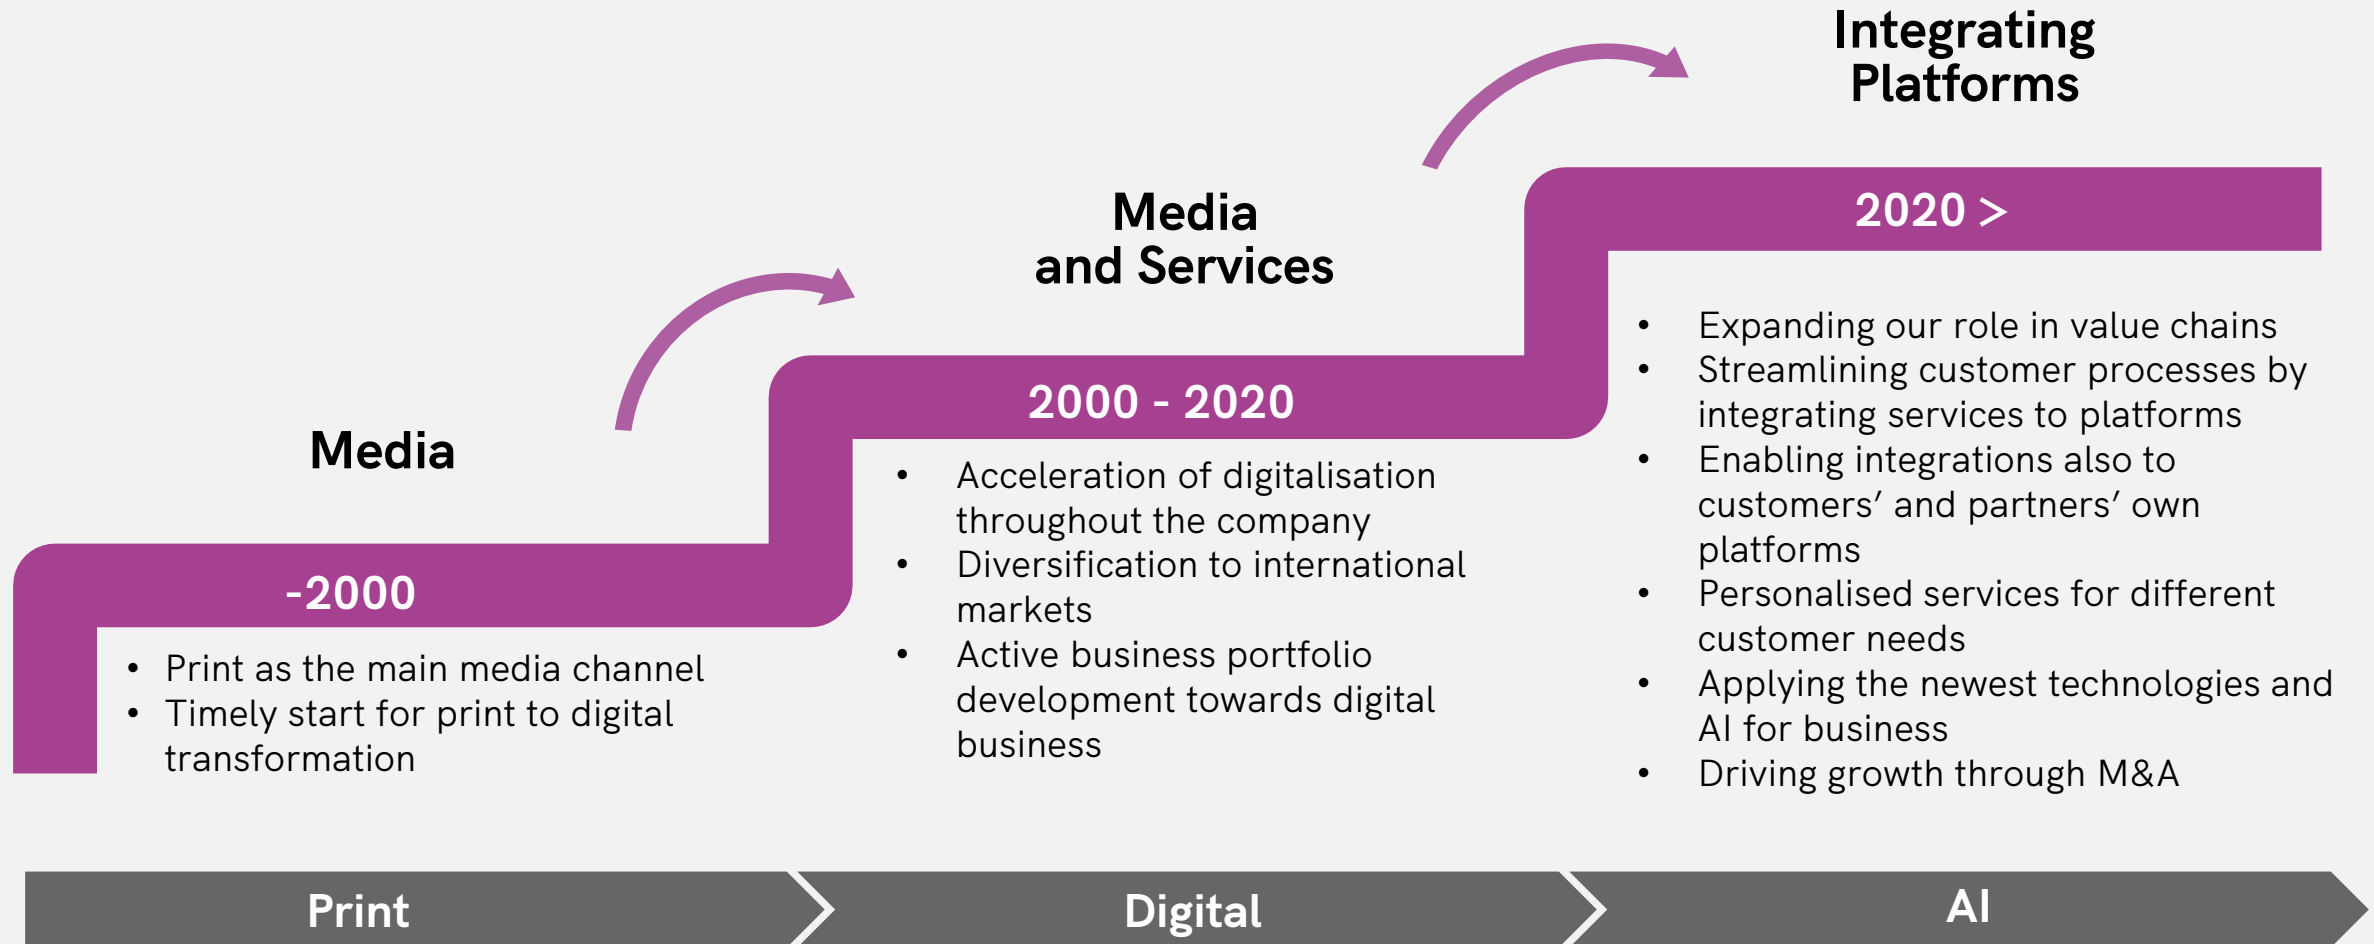 Media
-2000
• Print as the main media channel
• Timely start for print to digital
transformation
Media
and Services
2000 - 2020
• Acceleration of digitalisation
throughout the company
• Diversification to international
markets
• Active business portfolio
development towards digital
business
Integrating
Platforms
2020 >
• Expanding our role in value chains
• Streamlining customer processes by
integrating services to platforms
• Enabling integrations also to
customers’ and partners’ own
platforms
• Personalised services for different
customer needs
• Applying the newest technologies and
AI for business
• Driving growth through M&A
Print
Digital
AI